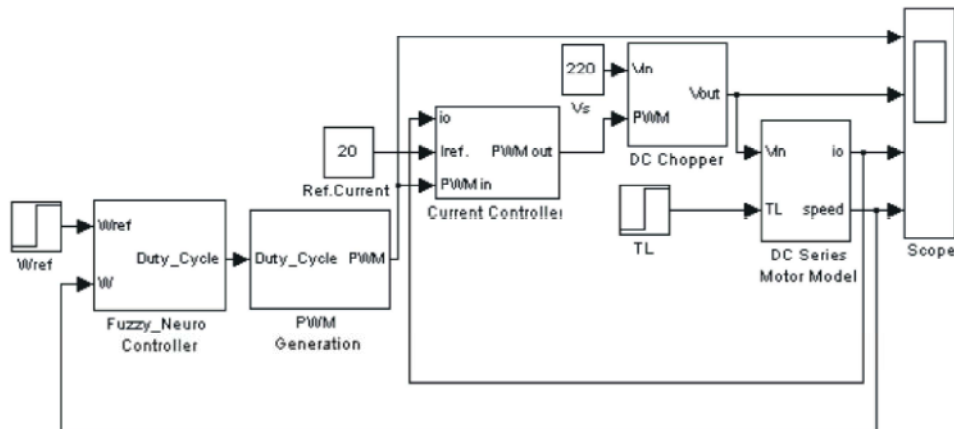 Wref
Wref
W
Duty_Cycle
Fuzzy_Neuro
Controller
Duty_Cycle
PWM
PWM
Generation
20
Ref.Current
io
Iref.
PWM in
PWM out
Current Controller
220
Vs
Vin
PWM
Vout
DC Chopper
TL
Vin
TL
io
speed
DC Series
Motor Model
Scope